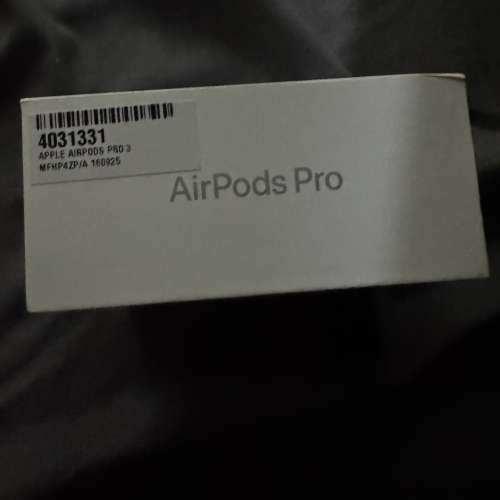 4031331
APPLE AIRPODS PRO 3
MFHP4ZP/A 160925
AirPods Pro